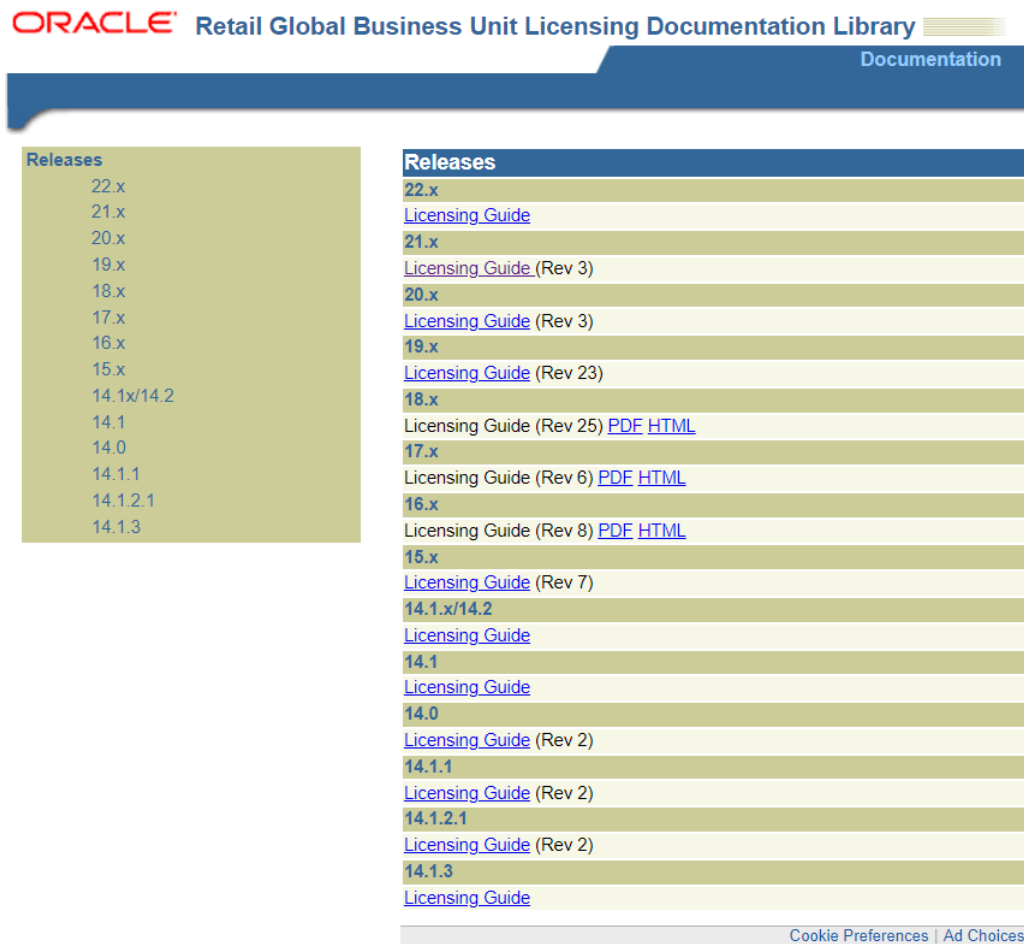 ORACLE Retail Global Business Unit Licensing Documentation Library
Documentation
Releases
22.x
21.x
20.x
19.x
18.x
17.x
16.x
15.x
14.1x/14.2
14.1
14.0
14.1.1
14.1.2.1
14.1.3
Releases
22.x
Licensing Guide
21.x
Licensing Guide (Rev 3)
20.x
Licensing Guide (Rev 3)
19.x
Licensing Guide (Rev 23)
18.x
Licensing Guide (Rev 25) PDF HTML
17.x
Licensing Guide (Rev 6) PDF HTML
16.x
Licensing Guide (Rev 8) PDF HTML
15.x
Licensing Guide (Rev 7)
14.1.x/14.2
Licensing Guide
14.1
Licensing Guide
14.0
Licensing Guide (Rev 2)
14.1.1
Licensing Guide (Rev 2)
14.1.2.1
Licensing Guide (Rev 2)
14.1.3
Licensing Guide
Cookie Preferences | Ad Choices